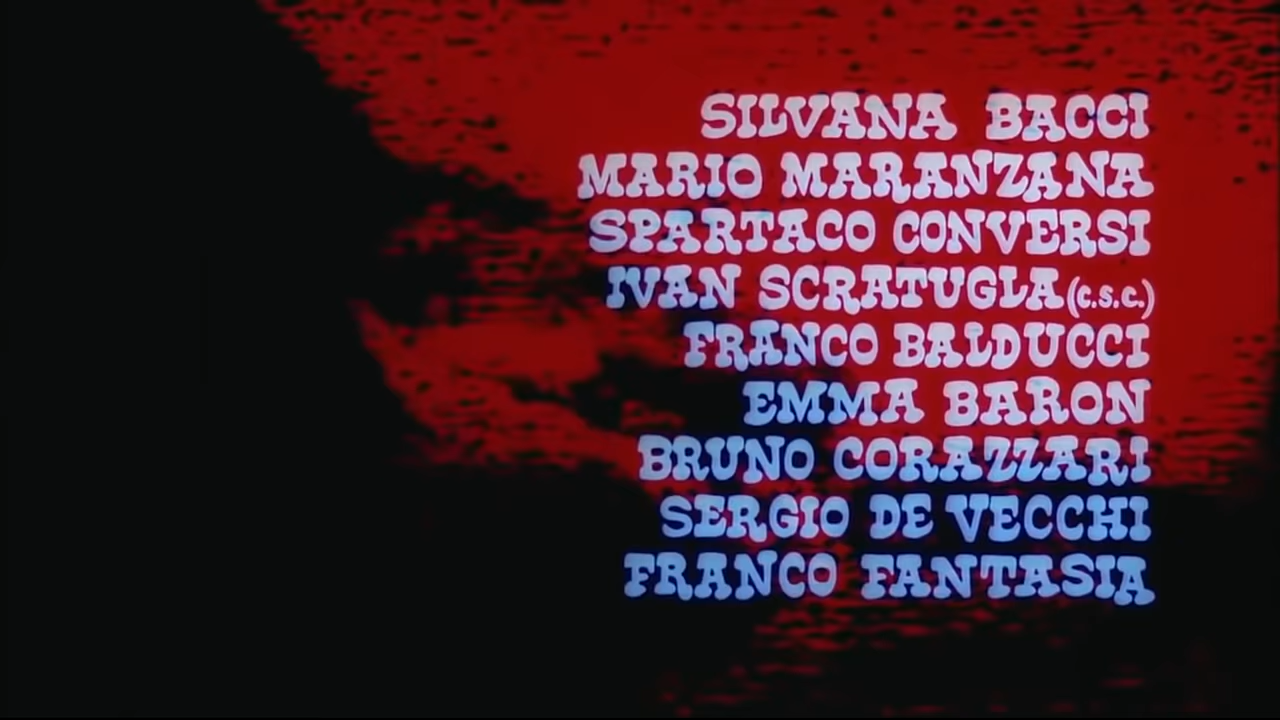 SILVANA BACCI
MARIO MARANZANA
SPARTACO CONVERSI
IVAN SCRATUGLA (C.S.C.)
FRANCO BALDUCCI
EMMA BARON
BRUNO CORAZZARI
SERGIO DE VECCHI
FRANCO FANTASIA